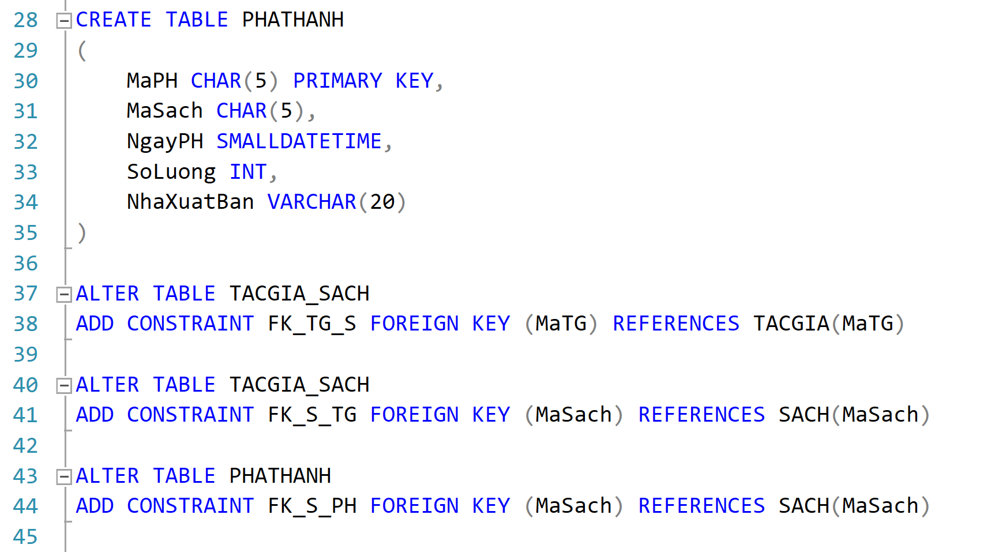 28 CREATE TABLE PHATHANH
29 (
30 MaPH CHAR(5) PRIMARY KEY,
31 MaSach CHAR(5),
32 NgayPH SMALLDATETIME,
33 SoLuong INT,
34 NhaXuatBan VARCHAR(20)
35 )
36
37 ALTER TABLE TACGIA_SACH
38 ADD CONSTRAINT FK_TG_S FOREIGN KEY (MaTG) REFERENCES TACGIA(MaTG)
39
40 ALTER TABLE TACGIA_SACH
41 ADD CONSTRAINT FK_S_TG FOREIGN KEY (MaSach) REFERENCES SACH(MaSach)
42
43 ALTER TABLE PHATHANH
44 ADD CONSTRAINT FK_S_PH FOREIGN KEY (MaSach) REFERENCES SACH(MaSach)
45